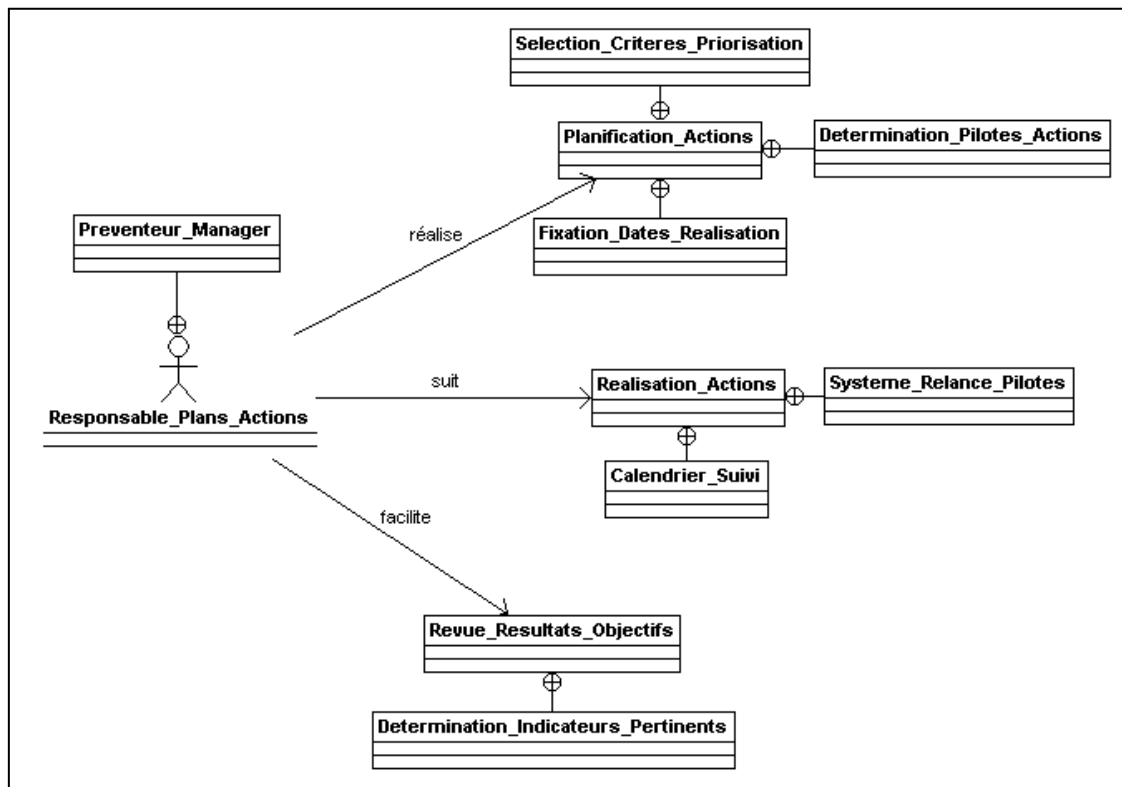 Selection_Criteres_Priorisation
Planification_Actions
Determination_Pilotes_Actions
Fixation_Dates_Realisation
Preventeur_Manager
réalise
Responsable_Plans_Actions
suit
Realisation_Actions
Systeme_Relance_Pilotes
Calendrier_Suivi
facilite
Revue_Resultats_Objectifs
Determination_Indicateurs_Pertinents